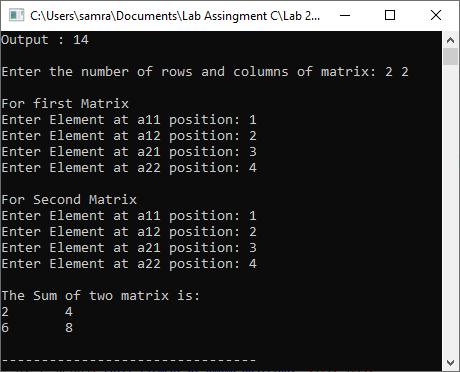 C:\Users\samra\Documents\Lab Assingment C\Lab 2...
Output : 14
Enter the number of rows and columns of matrix: 2 2
For first Matrix
Enter Element at a11 position: 1
Enter Element at a12 position: 2
Enter Element at a21 position: 3
Enter Element at a22 position: 4
For Second Matrix
Enter Element at a11 position: 1
Enter Element at a12 position: 2
Enter Element at a21 position: 3
Enter Element at a22 position: 4
The Sum of two matrix is:
2 4
6 8
--------------------------------